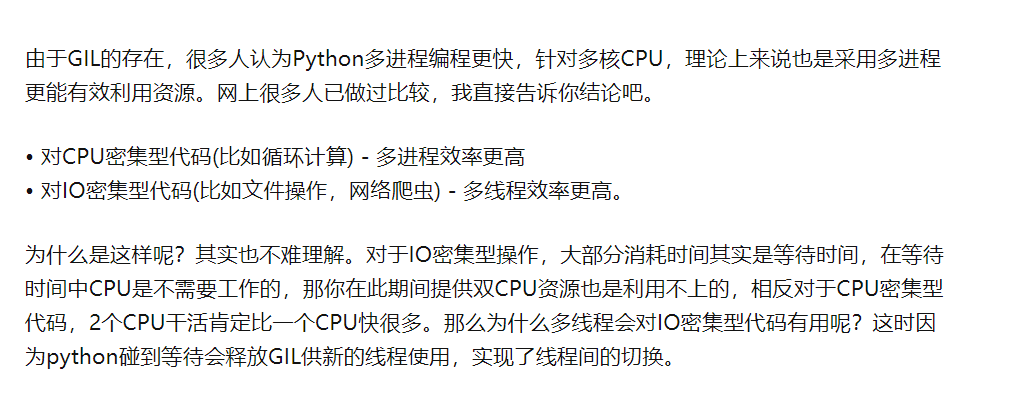 由于GIL的存在，很多人认为Python多进程编程更快，针对多核CPU，理论上来说也是采用多进程
更能有效利用资源。网上很多人已做过比较，我直接告诉你结论吧。
• 对CPU密集型代码(比如循环计算) - 多进程效率更高
• 对IO密集型代码(比如文件操作，网络爬虫) - 多线程效率更高。
为什么是这样呢？其实也不难理解。对于IO密集型操作，大部分消耗时间其实是等待时间，在等待
时间中CPU是不需要工作的，那你在此期间提供双CPU资源也是利用不上的，相反对于CPU密集型
代码，2个CPU干活肯定比一个CPU快很多。那么为什么多线程会对IO密集型代码有用呢？这时因
为python碰到等待会释放GIL供新的线程使用，实现了线程间的切换。